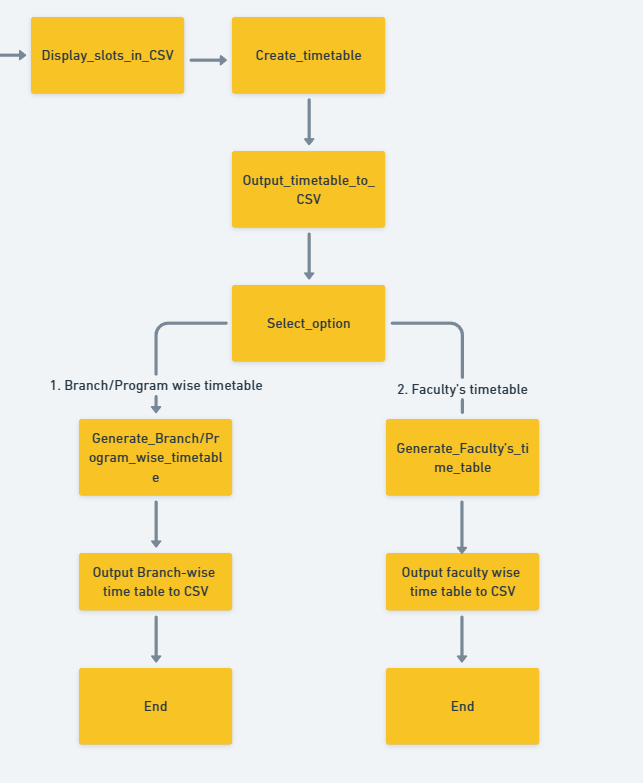 Display_slots_in_CSV
Create_timetable
Output_timetable_to_
CSV
Select_option
1. Branch/Program wise timetable
2. Faculty's timetable
Generate_Branch/Pr
ogram_wise_timetabl
e
Generate_Faculty's_ti
me_table
Output Branch-wise
time table to CSV
Output faculty wise
time table to CSV
End
End